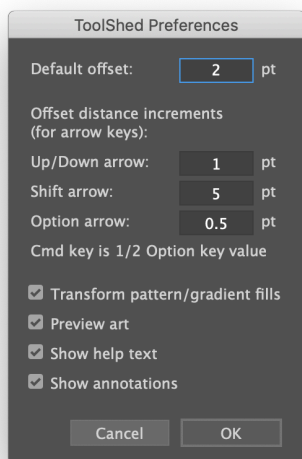 ToolShed Preferences
Default offset: 2 pt
Offset distance increments
(for arrow keys):
Up/Down arrow: 1 pt
Shift arrow: 5 pt
Option arrow: 0.5 pt
Cmd key is 1/2 Option key value
Transform pattern/gradient fills
Preview art
Show help text
Show annotations
Cancel OK